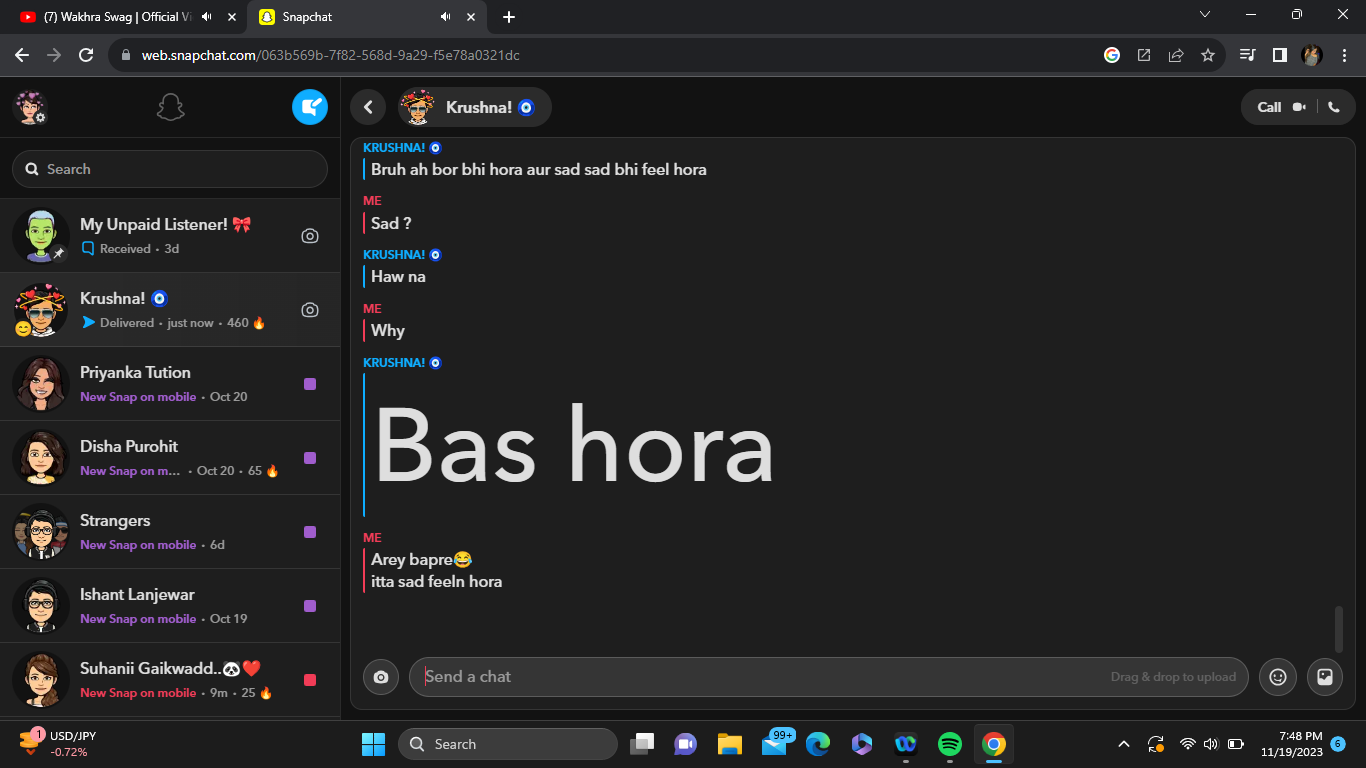 (7) Wakhra Swag | Official Vi
Snapchat
web.snapchat.com/063b569b-7f82-568d-9a29-f5e78a0321dc
Search
My Unpaid Listener! 🎀
Received · 3d
Krushna! 🧿
Delivered · just now · 460 🔥
Priyanka Tution
New Snap on mobile · Oct 20
Disha Purohit
New Snap on m... · Oct 20 · 65 🔥
Strangers
New Snap on mobile · 6d
Ishant Lanjewar
New Snap on mobile · Oct 19
Suhanii Gaikwadd..🐼❤️
New Snap on mobile · 9m · 25 🔥
Krushna! 🧿
Call
KRUSHNA! 🧿
Bruh ah bor bhi hora aur sad sad bhi feel hora
ME
Sad ?
KRUSHNA! 🧿
Haw na
ME
Why
KRUSHNA! 🧿
Bas hora
ME
Arey bapre😂
itta sad feeln hora
Send a chat
Drag & drop to upload
1
USD/JPY
-0.72%
Search
99+
7:48 PM
11/19/2023
6